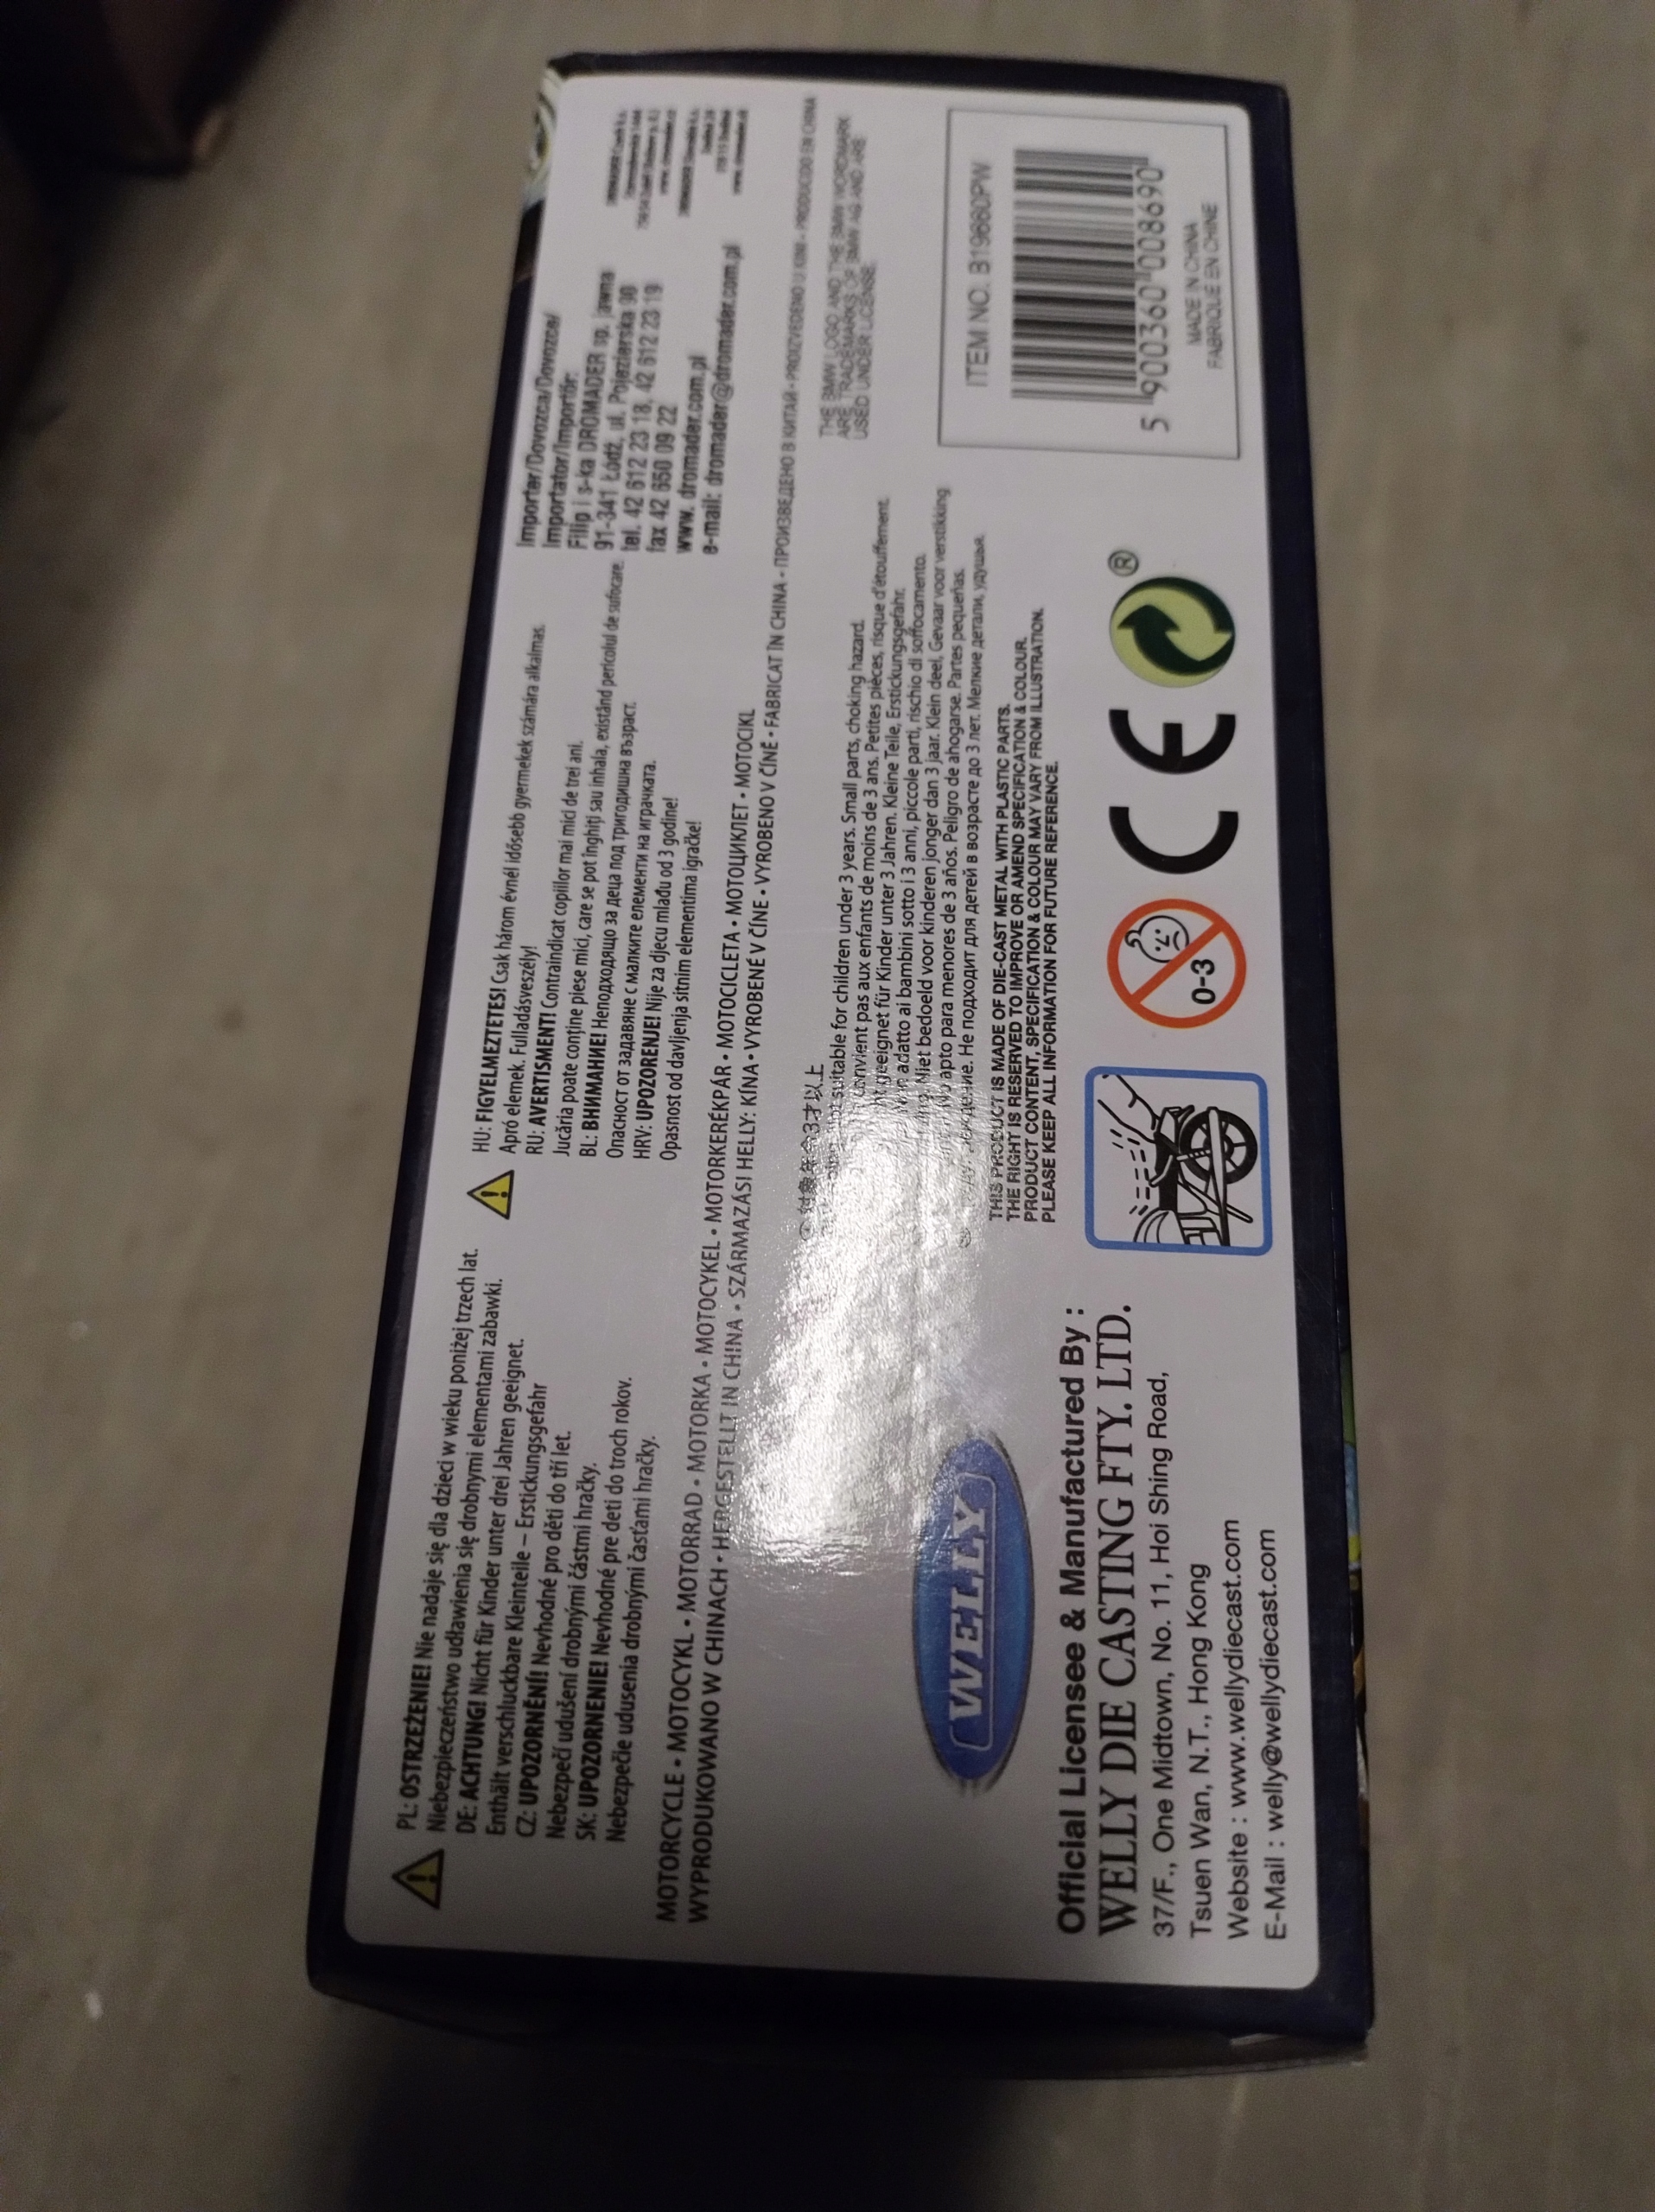 PL: OSTRZEŻENIE! Nie nadaje się dla dzieci w wieku poniżej trzech lat.
Niebezpieczeństwo udławienia się drobnymi elementami zabawki.
DE: ACHTUNG! Nicht für Kinder unter drei Jahren geeignet.
Enthält verschluckbare Kleinteile – Erstickungsgefahr
CZ: UPOZORNĚNÍ! Nevhodné pro děti do tří let.
Nebezpečí udušení drobnými částmi hračky.
SK: UPOZORNENIE! Nevhodné pre deti do troch rokov.
Nebezpečie udusenia drobnými časťami hračky.
HU: FIGYELMEZTETES! Csak három évnél idősebb gyermekek számára alkalmas.
Apró elemek. Fulladásveszély!
RU: AVERTISMENT! Contraindicat copiilor mai mici de trei ani.
Jucăria poate conține piese mici, care se pot înghiți sau inhala, existând pericolul de sufocare.
BL: ВНИМАНИЕ! Неподходящо за деца под тригодишна възраст.
Опасност от задавяне с малките елементи на играчката.
HRV: UPOZORENJE! Nije za djecu mlađu od 3 godine!
Opasnost od davljenja sitnim elementima igračke!
Importer/Dovozca/Dovozce/
Importator/Importőr:
Filip i s-ka DROMADER sp. jawna
91-341 Łódź, ul. Pojezierska 90
tel. 42 612 23 18, 42 612 23 19
fax 42 650 09 22
www. dromader.com.pl
e-mail: dromader@dromader.com.pl
MOTORCYCLE • MOTOCYKL • MOTORRAD • MOTORKA • MOTOCYKEL • MOTORKERÉKPÁR • MOTOCICLETA • МОТОЦИКЛЕТ • MOTOCIKL
WYPRODUKOWANO W CHINACH • HERGESTELLT IN CHINA • SZÁRMAZÁSI HELLY: KÍNA • VYROBENÉ V ČÍNE • VYROBENO V ČÍNĚ • FABRICAT ÎN CHINA • ПРОИЗВЕДЕНО В КИТАЙ • PROIZVEDENO U KINI • PRODUCIDO EN CHINA
対象年令3才以上
suitable for children under 3 years. Small parts, choking hazard.
convient pas aux enfants de moins de 3 ans. Petites pièces, risque d'étouffement.
geeignet für Kinder unter 3 Jahren. Kleine Teile, Erstickungsgefahr.
adatto ai bambini sotto i 3 anni, piccole parti, rischio di soffocamento.
Niet bedoeld voor kinderen jonger dan 3 jaar. Klein deel, Gevaar voor verstikking
apto para menores de 3 años. Peligro de ahogarse. Partes pequeñas.
Не подходит для детей в возрасте до 3 лет. Мелкие детали, удушья.
THE BMW LOGO AND THE BMW WORDMARK
ARE TRADEMARKS OF BMW AG AND ARE
USED UNDER LICENSE.
THIS PRODUCT IS MADE OF DIE-CAST METAL WITH PLASTIC PARTS.
THE RIGHT IS RESERVED TO IMPROVE OR AMEND SPECIFICATION & COLOUR.
PRODUCT CONTENT, SPECIFICATION & COLOUR MAY VARY FROM ILLUSTRATION.
PLEASE KEEP ALL INFORMATION FOR FUTURE REFERENCE.
WELLY
Official Licensee & Manufactured By :
WELLY DIE CASTING FTY. LTD.
37/F., One Midtown, No. 11, Hoi Shing Road,
Tsuen Wan, N.T., Hong Kong
Website : www.wellydiecast.com
E-Mail : welly@wellydiecast.com
0-3
CE
®
ITEM NO. B19660PW
5 900360 008690
MADE IN CHINA
FABRIQUÉ EN CHINE